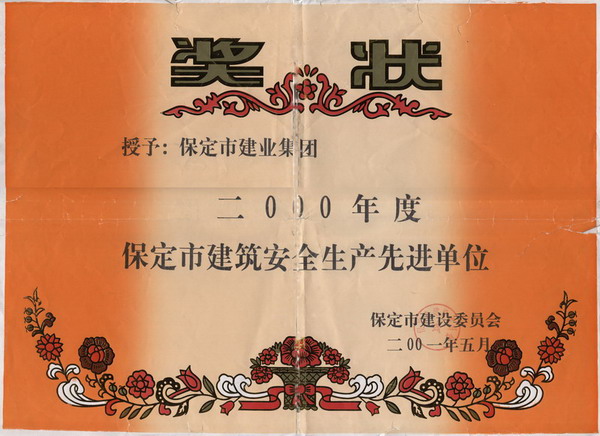 奖状
授予：保定市建业集团
二000年度
保定市建筑安全生产先进单位
保定市建设委员会
二00一年五月